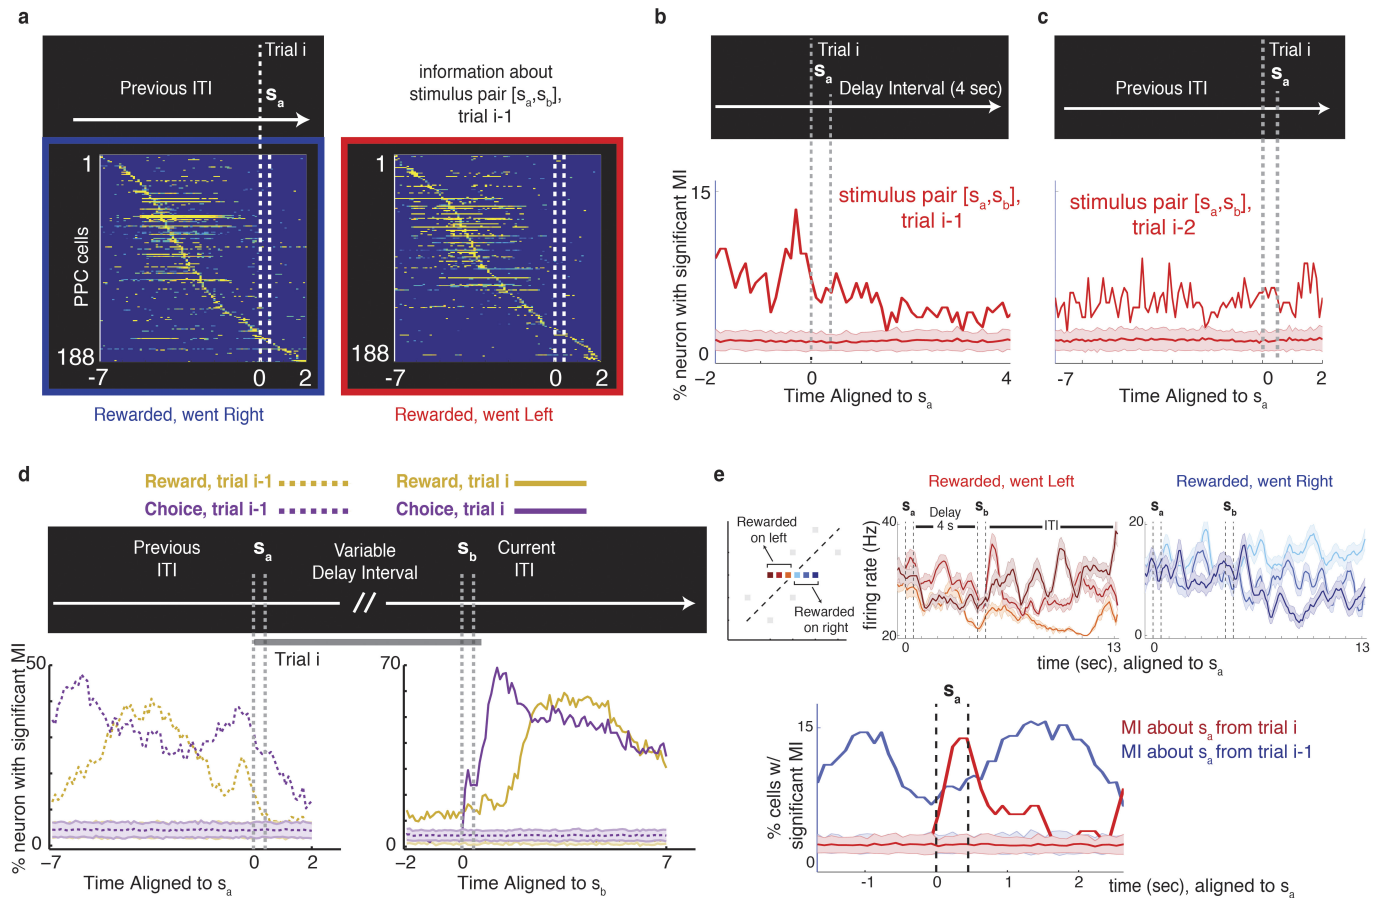 a
Trial i
Previous ITI
sa
information about
stimulus pair [sa,sb],
trial i-1
1
PPC cells
188
-7
0
2
Rewarded, went Right
1
188
-7
0
2
Rewarded, went Left
b
Trial i
sa
Delay Interval (4 sec)
% neuron with significant MI
15
0
stimulus pair [sa,sb],
trial i-1
−2
0
4
Time Aligned to sa
c
Trial i
sa
Previous ITI
stimulus pair [sa,sb],
trial i-2
-7
0
2
Time Aligned to sa
d
Reward, trial i-1
Reward, trial i
Choice, trial i-1
Choice, trial i
Previous
ITI
sa
Variable
Delay Interval
sb
Current
ITI
Trial i
% neuron with significant MI
50
0
−7
0
2
Time Aligned to sa
70
0
−2
0
7
Time Aligned to sb
e
Rewarded
on left
Rewarded
on right
Rewarded, went Left
sa
Delay
4 s
sb
ITI
firing rate (Hz)
40
20
0
13
Rewarded, went Right
sa
sb
20
0
0
13
time (sec), aligned to sa
sa
% cells w/
significant MI
15
0
-1
0
1
2
time (sec), aligned to sa
MI about sa from trial i
MI about sa from trial i-1